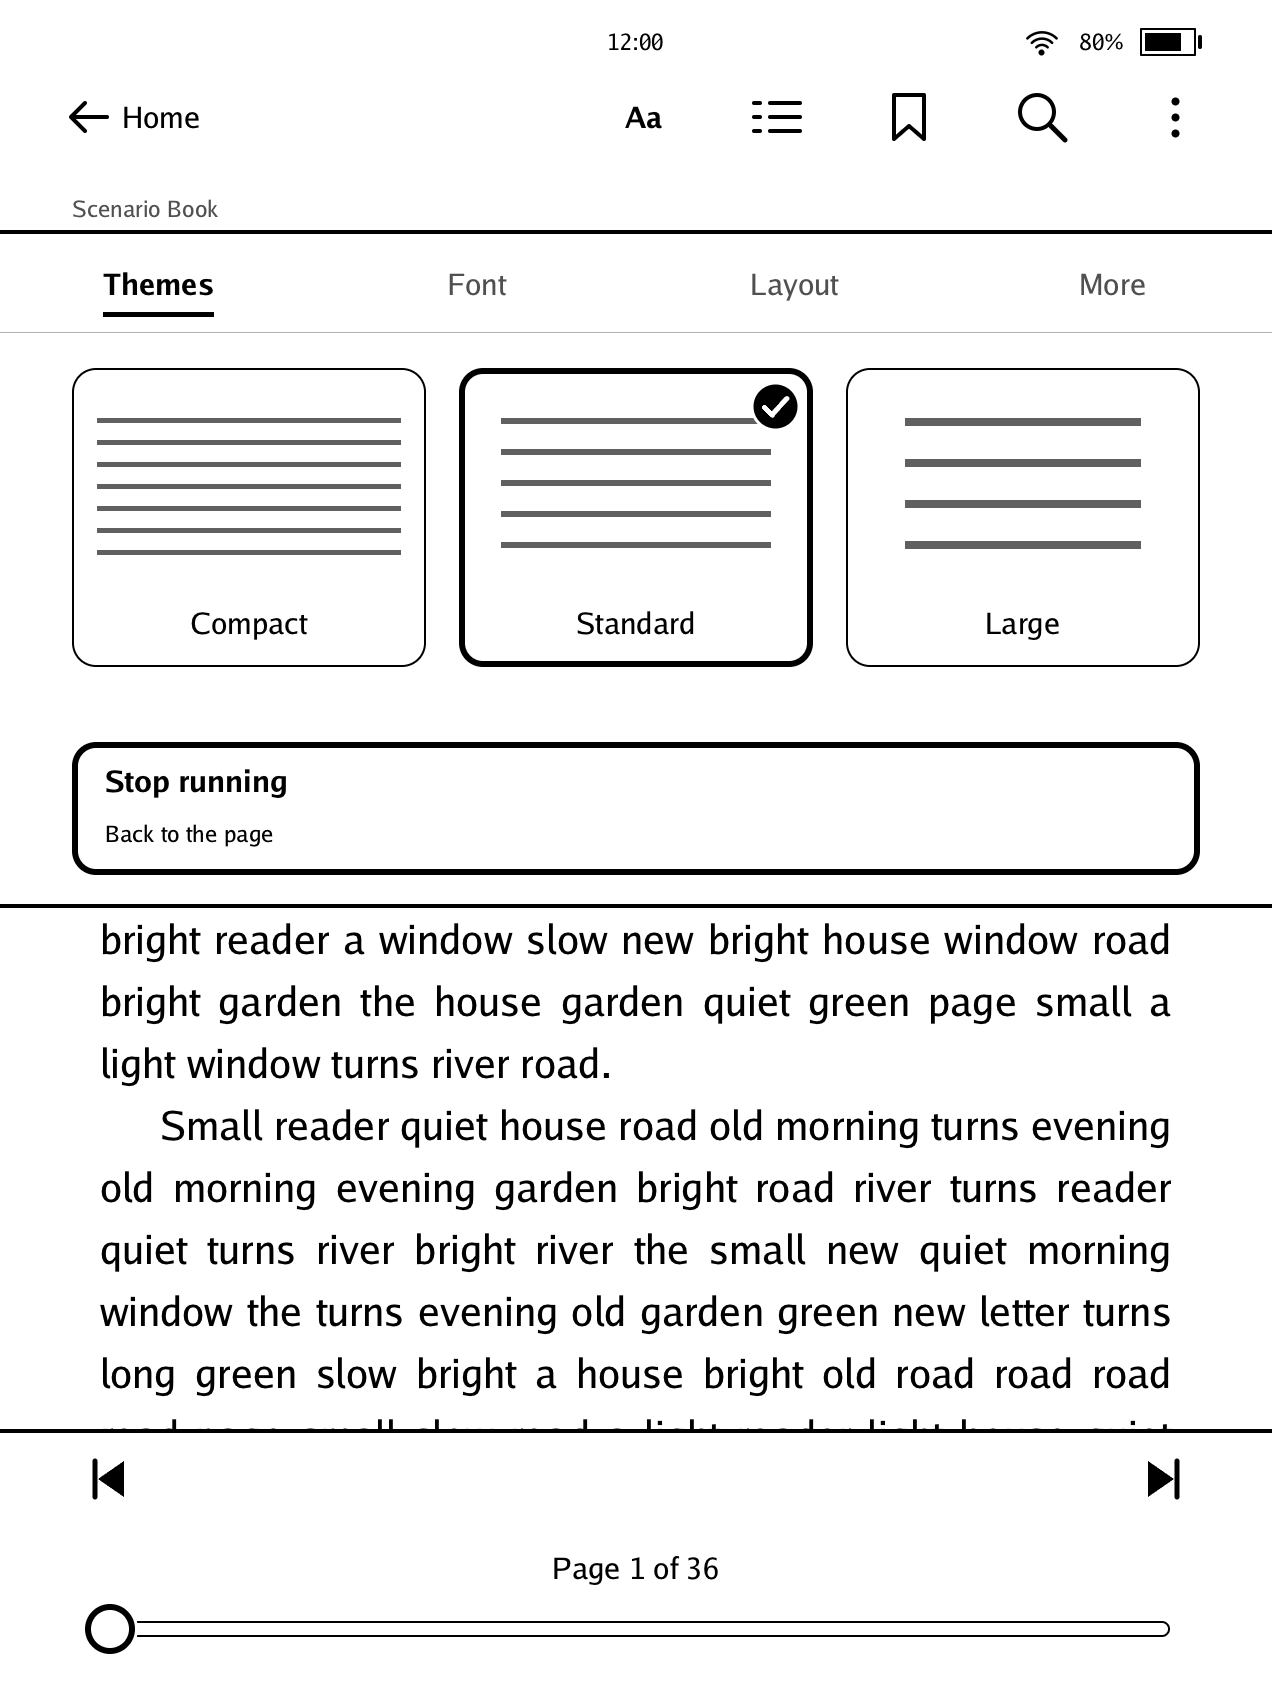 12:00
80%
Home
Aa
Scenario Book
Themes Font Layout More
Compact Standard Large
Stop running
Back to the page
bright reader a window slow new bright house window road
bright garden the house garden quiet green page small a
light window turns river road.
Small reader quiet house road old morning turns evening
old morning evening garden bright road river turns reader
quiet turns river bright river the small new quiet morning
window the turns evening old garden green new letter turns
long green slow bright a house bright old road road road
Page 1 of 36